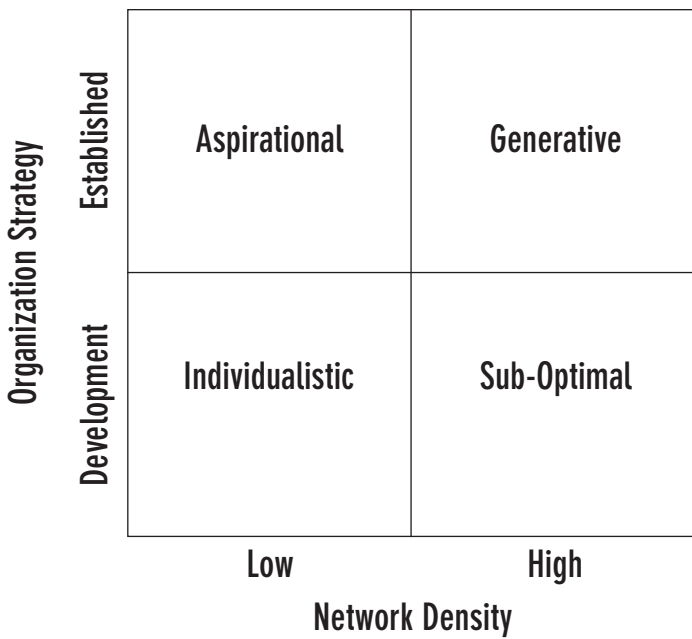 Organization Strategy
Established
Aspirational
Generative
Development
Individualistic
Sub-Optimal
Low
High
Network Density